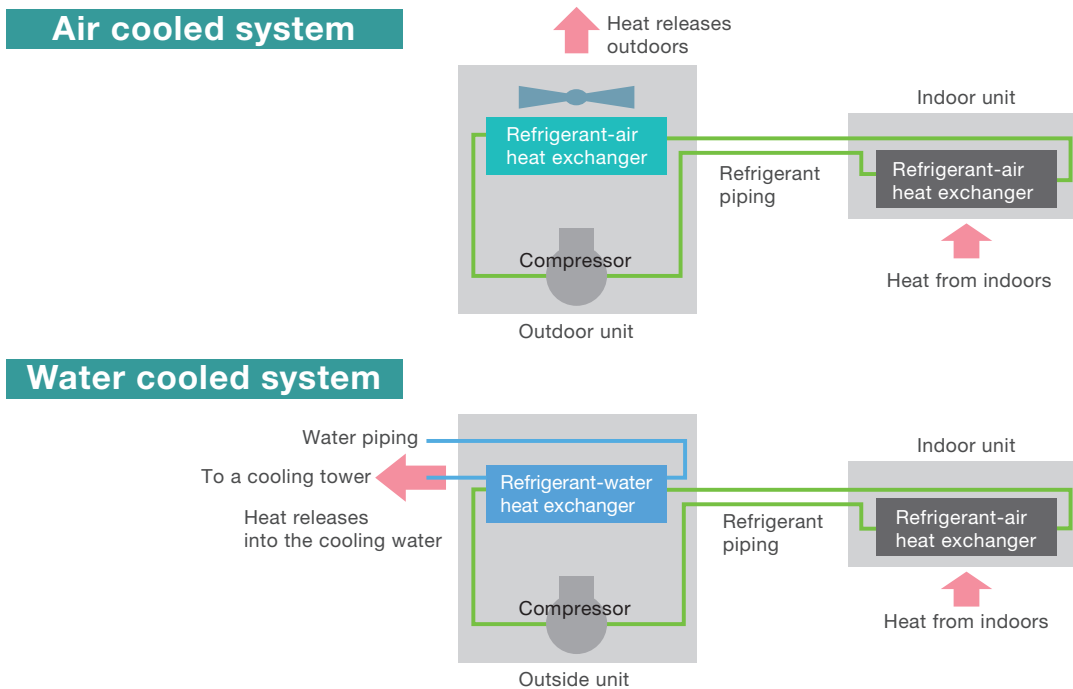 Air cooled system
Heat releases
outdoors
Indoor unit
Refrigerant-air
heat exchanger
Refrigerant
piping
Refrigerant-air
heat exchanger
Compressor
Heat from indoors
Outdoor unit
Water cooled system
Water piping
Indoor unit
To a cooling tower
Refrigerant-water
heat exchanger
Heat releases
into the cooling water
Refrigerant
piping
Refrigerant-air
heat exchanger
Compressor
Heat from indoors
Outside unit